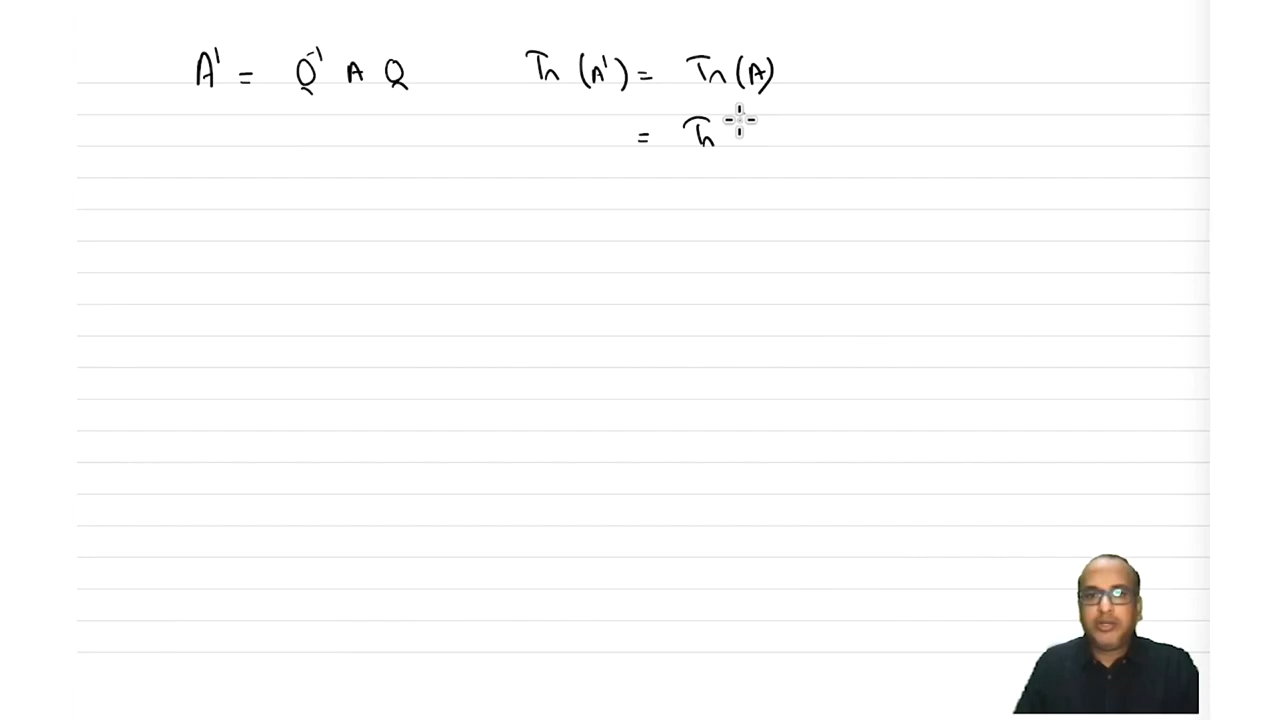 A' = Q⁻¹ A Q Tr (A') = Tr (A)
= Tr